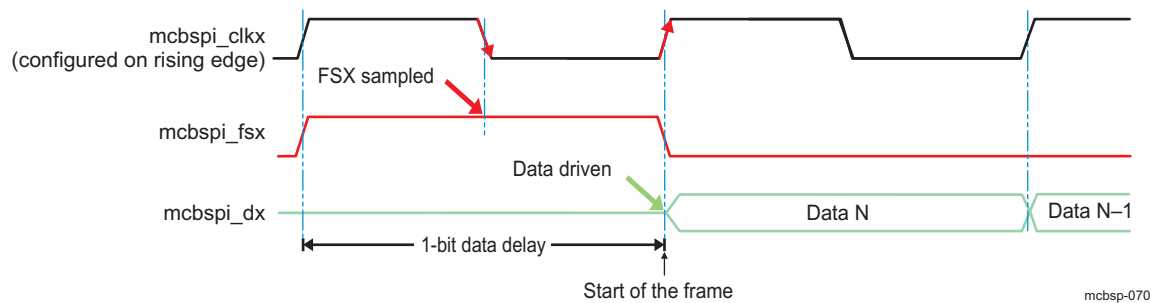 mcbspi_clkx
(configured on rising edge)
FSX sampled
mcbspi_fsx
Data driven
mcbspi_dx
Data N
Data N–1
1-bit data delay
Start of the frame
mcbsp-070